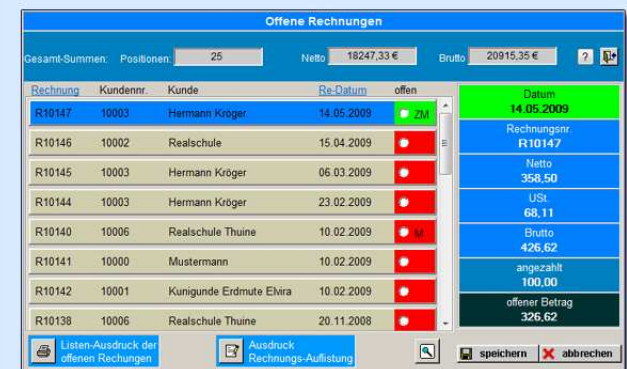 Offene Rechnungen
Gesamt-Summen: Positionen: 25 Netto 18247,33 € Brutto 20915,35 € ?
Rechnung Kundennr. Kunde Re-Datum offen
R10147 10003 Hermann Kröger 14.05.2009 ZM
R10146 10002 Realschule 15.04.2009
R10145 10003 Hermann Kröger 06.03.2009
R10144 10003 Hermann Kröger 23.02.2009
R10140 10006 Realschule Thuine 10.02.2009 M
R10141 10000 Mustermann 10.02.2009
R10142 10001 Kunigunde Erdmute Elvira 10.02.2009
R10138 10006 Realschule Thuine 20.11.2008
Datum
14.05.2009
Rechnungsnr.
R10147
Netto
358,50
USt.
68,11
Brutto
426,62
angezahlt
100,00
offener Betrag
326,62
Listen-Ausdruck der
offenen Rechungen
Ausdruck
Rechnungs-Auflistung
speichern
abbrechen